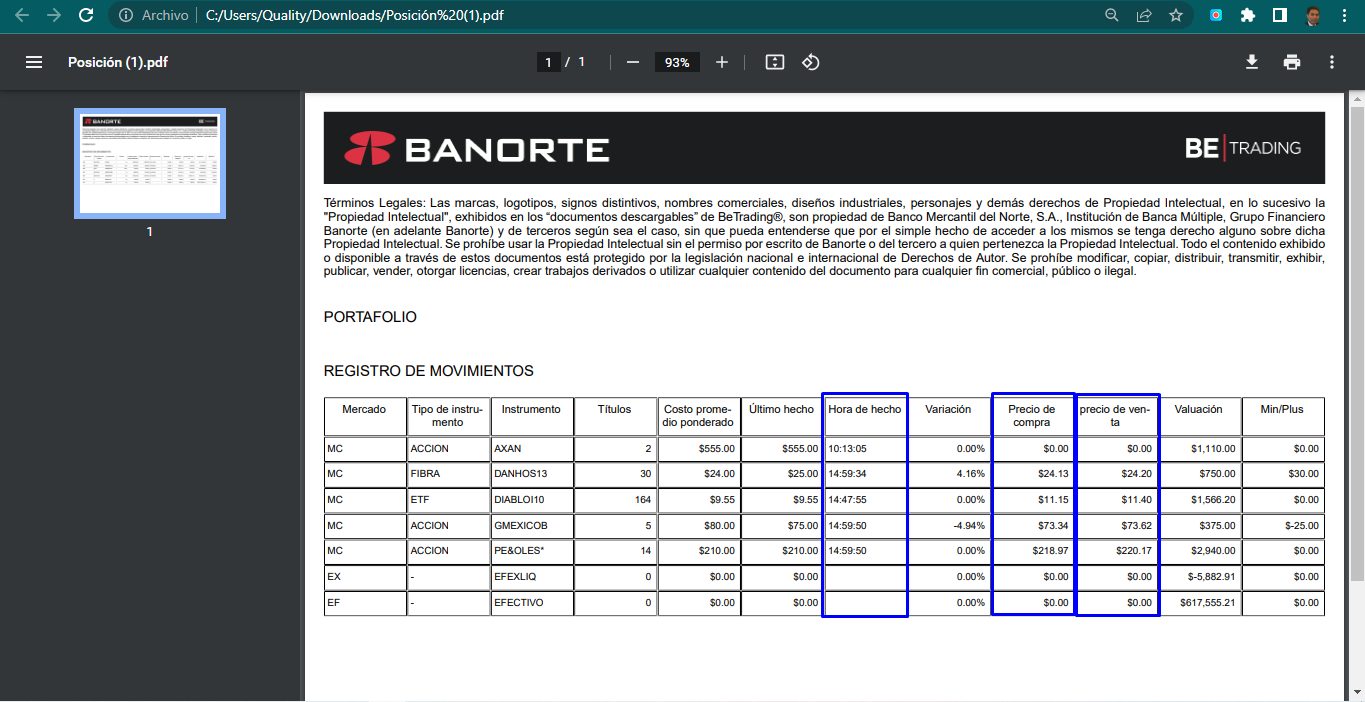 Archivo | C:/Users/Quality/Downloads/Posición%20(1).pdf
Posición (1).pdf
1 / 1
93%
1
BANORTE
BE TRADING
Términos Legales: Las marcas, logotipos, signos distintivos, nombres comerciales, diseños industriales, personajes y demás derechos de Propiedad Intelectual, en lo sucesivo la
"Propiedad Intelectual", exhibidos en los “documentos descargables” de BeTrading®, son propiedad de Banco Mercantil del Norte, S.A., Institución de Banca Múltiple, Grupo Financiero
Banorte (en adelante Banorte) y de terceros según sea el caso, sin que pueda entenderse que por el simple hecho de acceder a los mismos se tenga derecho alguno sobre dicha
Propiedad Intelectual. Se prohíbe usar la Propiedad Intelectual sin el permiso por escrito de Banorte o del tercero a quien pertenezca la Propiedad Intelectual. Todo el contenido exhibido
o disponible a través de estos documentos está protegido por la legislación nacional e internacional de Derechos de Autor. Se prohíbe modificar, copiar, distribuir, transmitir, exhibir,
publicar, vender, otorgar licencias, crear trabajos derivados o utilizar cualquier contenido del documento para cualquier fin comercial, público o ilegal.
PORTAFOLIO
REGISTRO DE MOVIMIENTOS
Mercado Tipo de instru- Instrumento Títulos Costo prome- Último hecho Hora de hecho Variación Precio de precio de ven- Valuación Min/Plus
mento dio ponderado compra ta
MC ACCION AXAN 2 $555.00 $555.00 10:13:05 0.00% $0.00 $0.00 $1,110.00 $0.00
MC FIBRA DANHOS13 30 $24.00 $25.00 14:59:34 4.16% $24.13 $24.20 $750.00 $30.00
MC ETF DIABLOI10 164 $9.55 $9.55 14:47:55 0.00% $11.15 $11.40 $1,566.20 $0.00
MC ACCION GMEXICOB 5 $80.00 $75.00 14:59:50 -4.94% $73.34 $73.62 $375.00 $-25.00
MC ACCION PE&OLES* 14 $210.00 $210.00 14:59:50 0.00% $218.97 $220.17 $2,940.00 $0.00
EX - EFEXLIQ 0 $0.00 $0.00 0.00% $0.00 $0.00 $-5,882.91 $0.00
EF - EFECTIVO 0 $0.00 $0.00 0.00% $0.00 $0.00 $617,555.21 $0.00